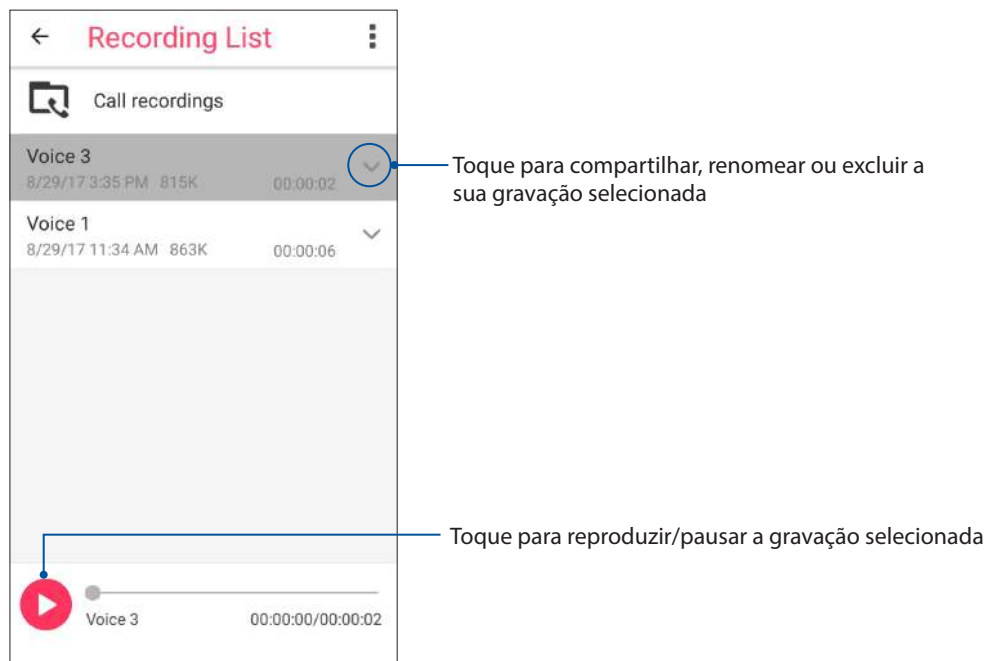 Recording List
Call recordings
Voice 3
8/29/17 3:35 PM 815K 00:00:02
Toque para compartilhar, renomear ou excluir a
sua gravação selecionada
Voice 1
8/29/17 11:34 AM 863K 00:00:06
Toque para reproduzir/pausar a gravação selecionada
Voice 3 00:00:00/00:00:02